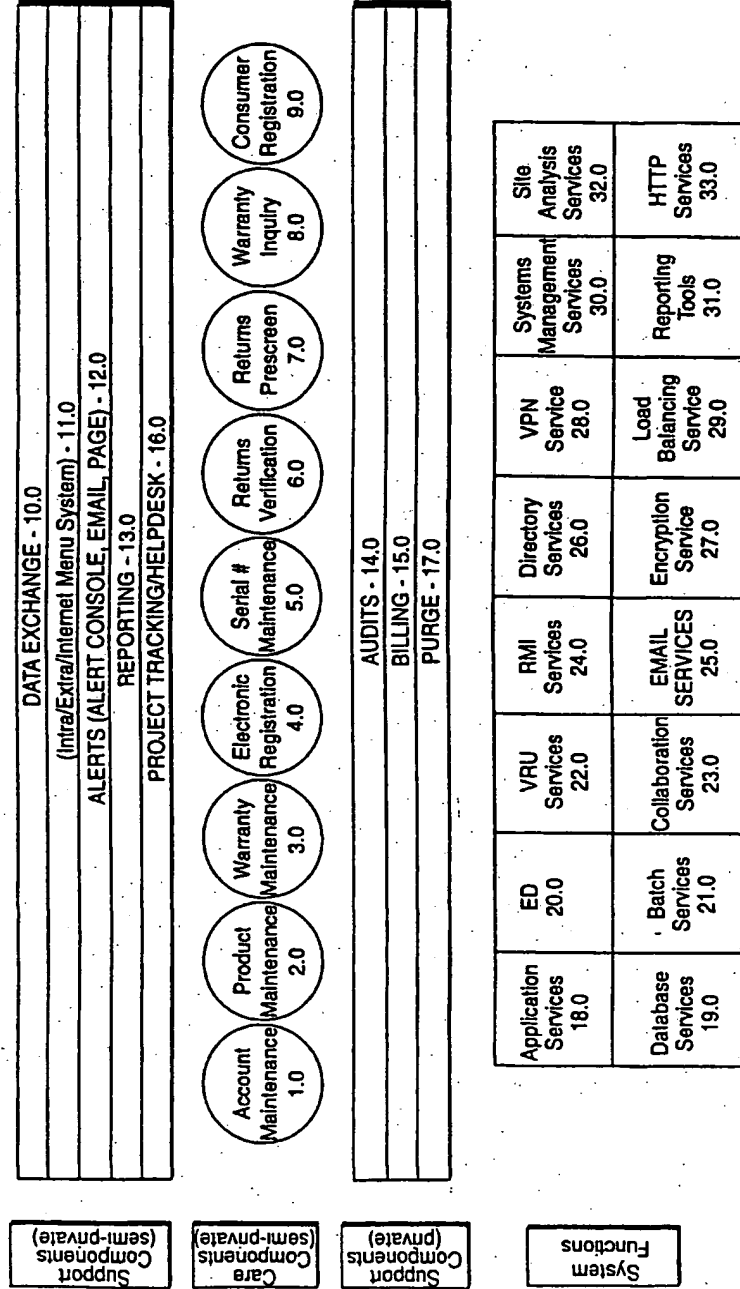 Support
Components
(semi-private)
DATA EXCHANGE - 10.0
(Intra/Extra/Internet Menu System) - 11.0
ALERTS (ALERT CONSOLE, EMAIL, PAGE) - 12.0
REPORTING - 13.0
PROJECT TRACKING/HELPDESK - 16.0
Care
Components
(semi-private)
Account
Maintenance
1.0
Product
Maintenance
2.0
Warranty
Maintenance
3.0
Electronic
Registration
4.0
Serial #
Maintenance
5.0
Returns
Verification
6.0
Returns
Prescreen
7.0
Warranty
Inquiry
8.0
Consumer
Registration
9.0
Support
Components
(private)
AUDITS - 14.0
BILLING - 15.0
PURGE - 17.0
System
Functions
Application
Services
18.0
ED
20.0
VRU
Services
22.0
RMI
Services
24.0
Directory
Services
26.0
VPN
Service
28.0
Systems
Management
Services
30.0
Site
Analysis
Services
32.0
Database
Services
19.0
Batch
Services
21.0
Collaboration
Services
23.0
EMAIL
SERVICES
25.0
Encryption
Service
27.0
Load
Balancing
Service
29.0
Reporting
Tools
31.0
HTTP
Services
33.0